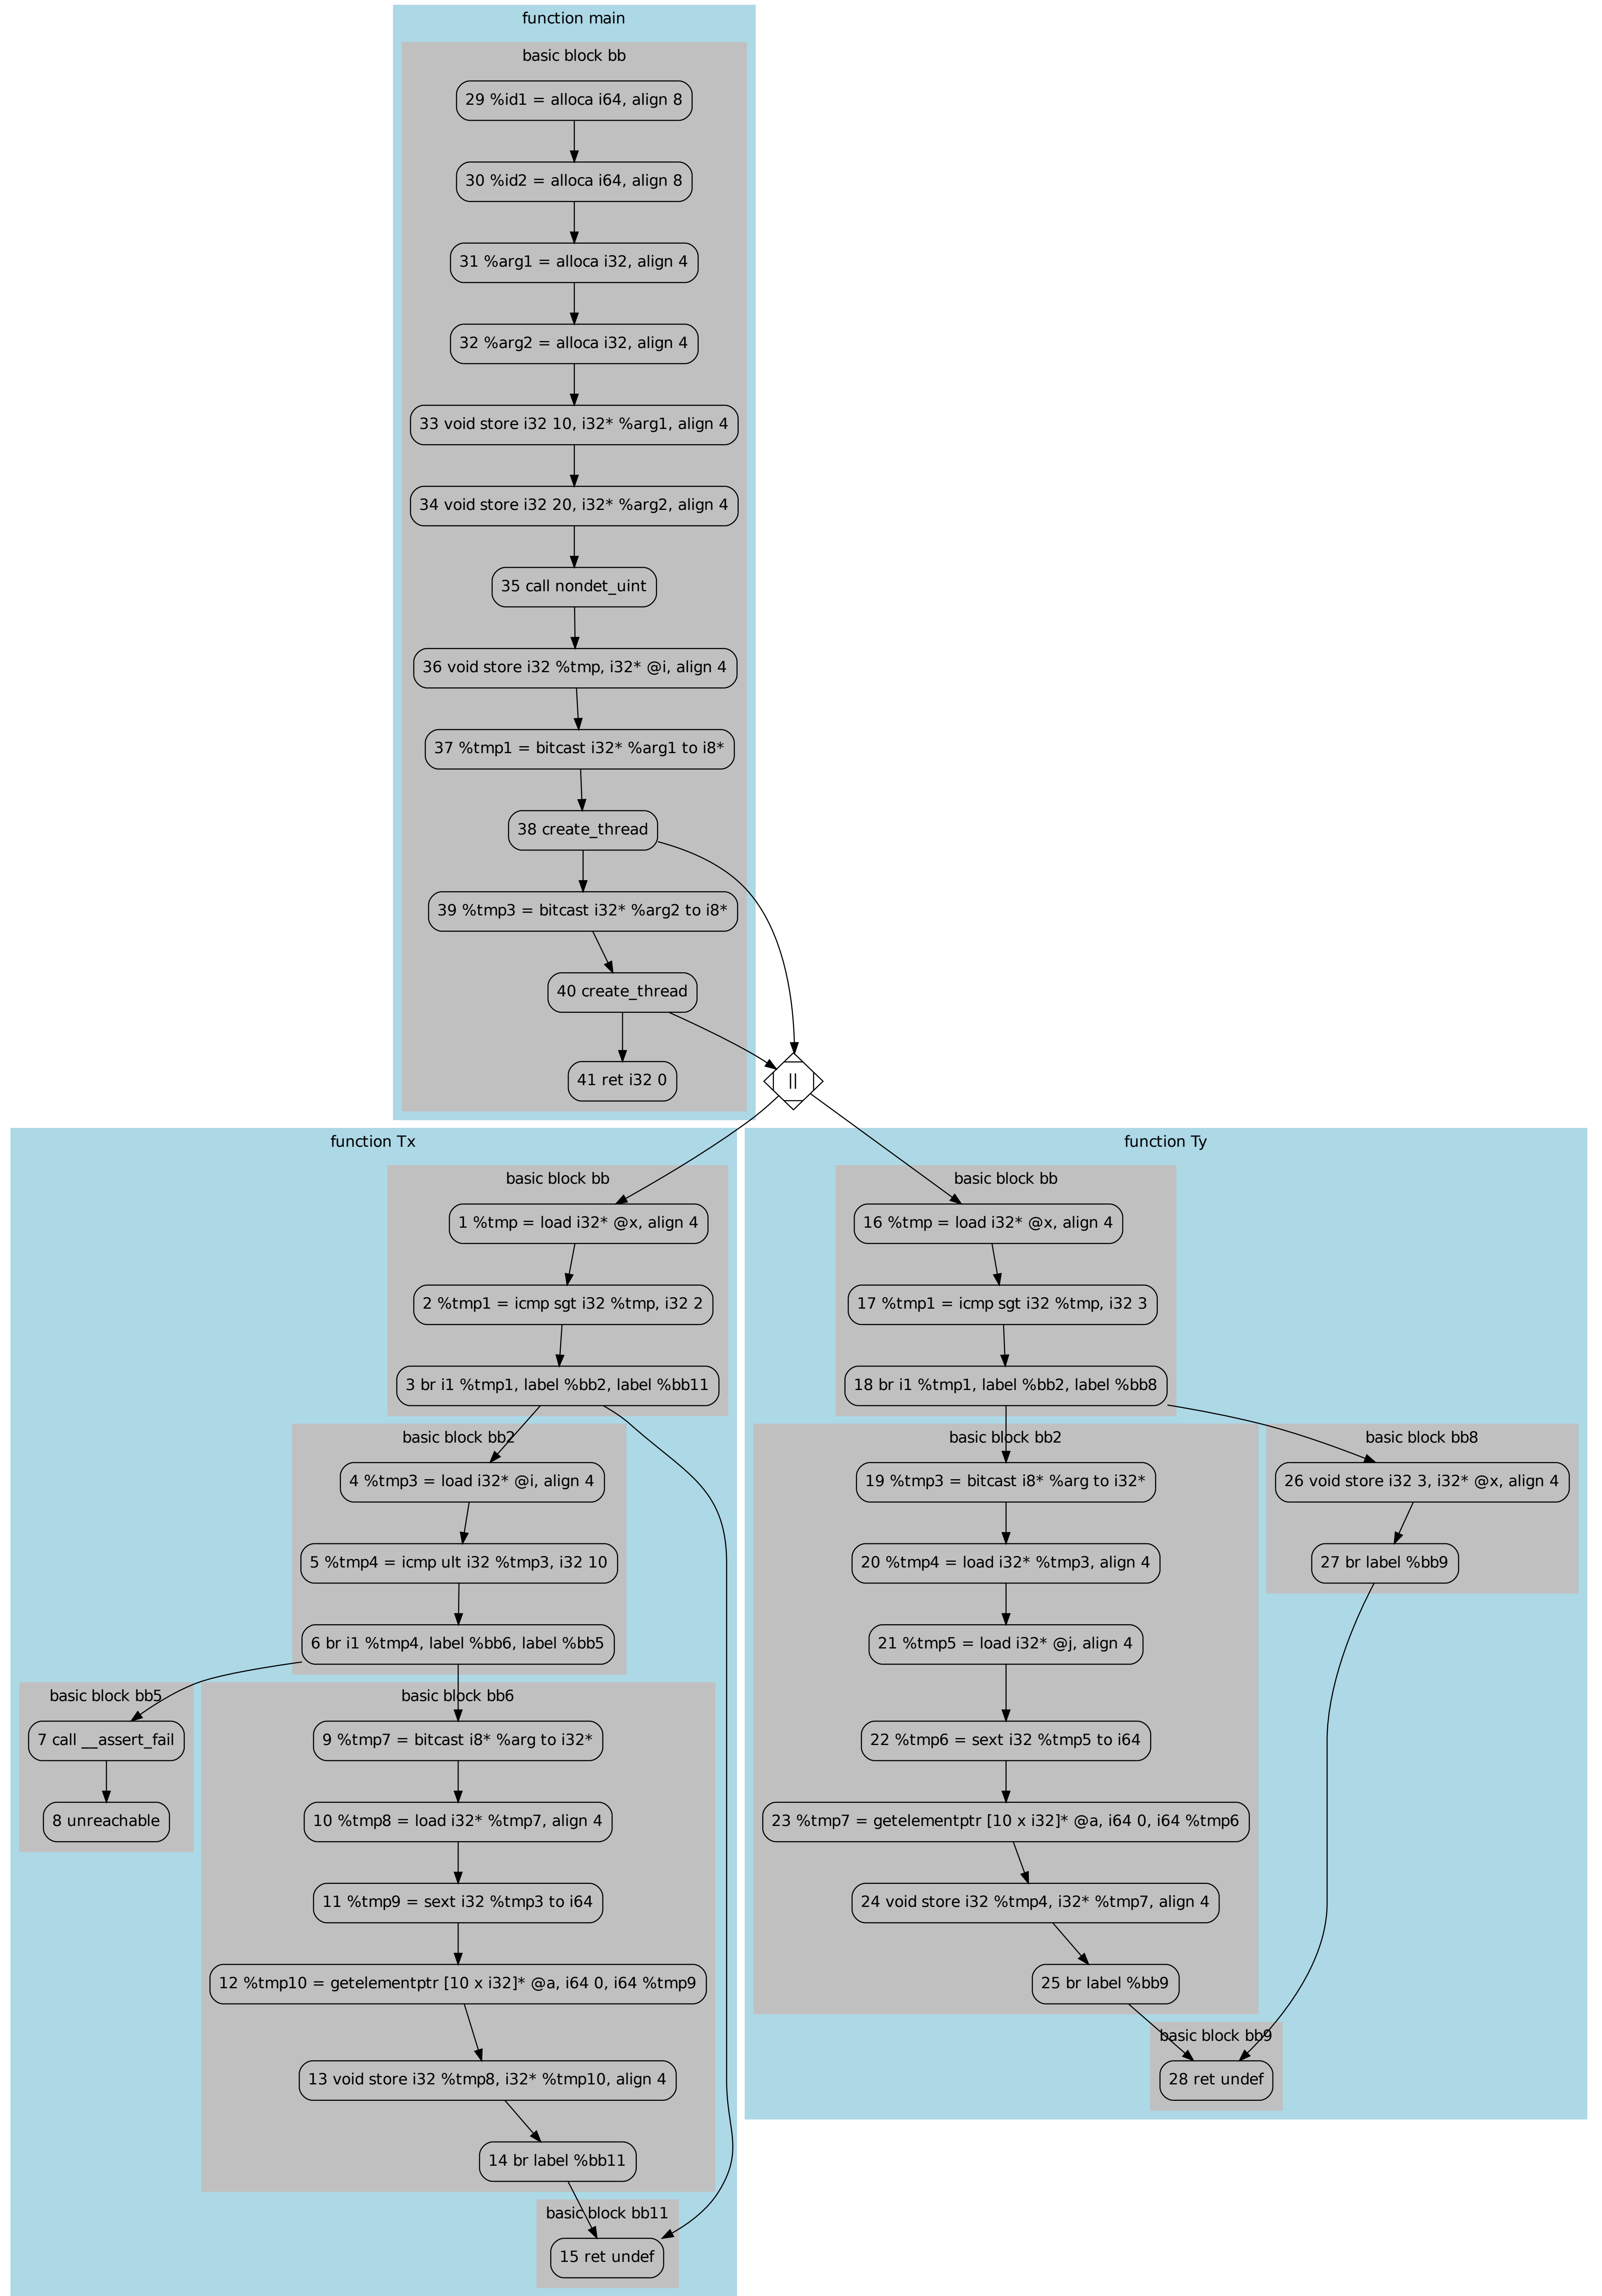 function main
basic block bb
29 %id1 = alloca i64, align 8
30 %id2 = alloca i64, align 8
31 %arg1 = alloca i32, align 4
32 %arg2 = alloca i32, align 4
33 void store i32 10, i32* %arg1, align 4
34 void store i32 20, i32* %arg2, align 4
35 call nondet_uint
36 void store i32 %tmp, i32* @i, align 4
37 %tmp1 = bitcast i32* %arg1 to i8*
38 create_thread
39 %tmp3 = bitcast i32* %arg2 to i8*
40 create_thread
41 ret i32 0
||
function Tx
basic block bb
1 %tmp = load i32* @x, align 4
2 %tmp1 = icmp sgt i32 %tmp, i32 2
3 br i1 %tmp1, label %bb2, label %bb11
basic block bb2
4 %tmp3 = load i32* @i, align 4
5 %tmp4 = icmp ult i32 %tmp3, i32 10
6 br i1 %tmp4, label %bb6, label %bb5
basic block bb5
7 call __assert_fail
8 unreachable
basic block bb6
9 %tmp7 = bitcast i8* %arg to i32*
10 %tmp8 = load i32* %tmp7, align 4
11 %tmp9 = sext i32 %tmp3 to i64
12 %tmp10 = getelementptr [10 x i32]* @a, i64 0, i64 %tmp9
13 void store i32 %tmp8, i32* %tmp10, align 4
14 br label %bb11
basic block bb11
15 ret undef
function Ty
basic block bb
16 %tmp = load i32* @x, align 4
17 %tmp1 = icmp sgt i32 %tmp, i32 3
18 br i1 %tmp1, label %bb2, label %bb8
basic block bb2
19 %tmp3 = bitcast i8* %arg to i32*
20 %tmp4 = load i32* %tmp3, align 4
21 %tmp5 = load i32* @j, align 4
22 %tmp6 = sext i32 %tmp5 to i64
23 %tmp7 = getelementptr [10 x i32]* @a, i64 0, i64 %tmp6
24 void store i32 %tmp4, i32* %tmp7, align 4
25 br label %bb9
basic block bb8
26 void store i32 3, i32* @x, align 4
27 br label %bb9
basic block bb9
28 ret undef